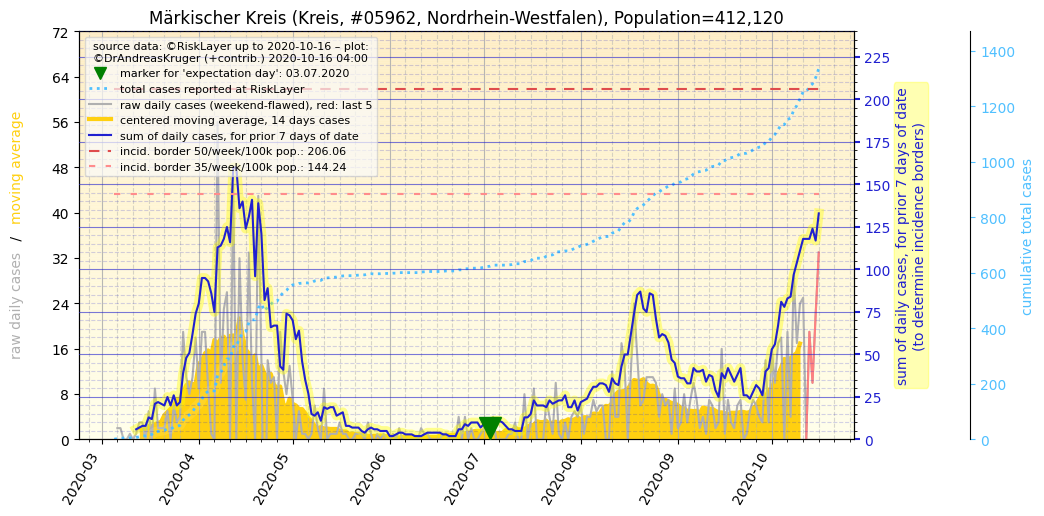 Märkischer Kreis (Kreis, #05962, Nordrhein-Westfalen), Population=412,120
source data: ©RiskLayer up to 2020-10-16 – plot:
©DrAndreasKruger (+contrib.) 2020-10-16 04:00
marker for 'expectation day': 03.07.2020
total cases reported at RiskLayer
raw daily cases (weekend-flawed), red: last 5
centered moving average, 14 days cases
sum of daily cases, for prior 7 days of date
incid. border 50/week/100k pop.: 206.06
incid. border 35/week/100k pop.: 144.24
raw daily cases / moving average
72
64
56
48
40
32
24
16
8
0
2020-03
2020-04
2020-05
2020-06
2020-07
2020-08
2020-09
2020-10
225
200
175
150
125
100
75
50
25
0
sum of daily cases, for prior 7 days of date
(to determine incidence borders)
1400
1200
1000
800
600
400
200
0
cumulative total cases